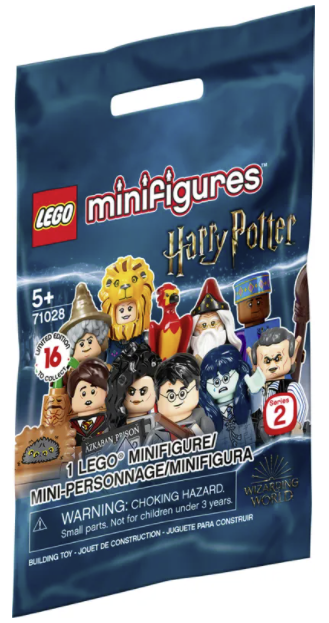 LEGO
minifigures™
Harry Potter
5+
71028
LIMITED EDITION
16
TO COLLECT
AZKABAN PRISON
Series
2
1 LEGO® MINIFIGURE/
MINI-PERSONNAGE/MINIFIGURA
WIZARDING
WORLD
WARNING: CHOKING HAZARD.
Small parts. Not for children under 3 years.
BUILDING TOY - JOUET DE CONSTRUCTION - JUGUETE PARA CONSTRUIR